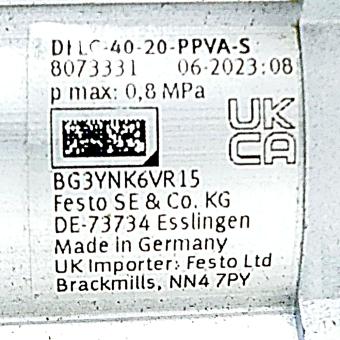 DFLC-40-20-PPVA-S
8073331 06-2023:08
p max: 0,8 MPa
UK
CA
BG3YNK6VR15
Festo SE & Co. KG
DE-73734 Esslingen
Made in Germany
UK Importer: Festo Ltd
Brackmills, NN4 7PY